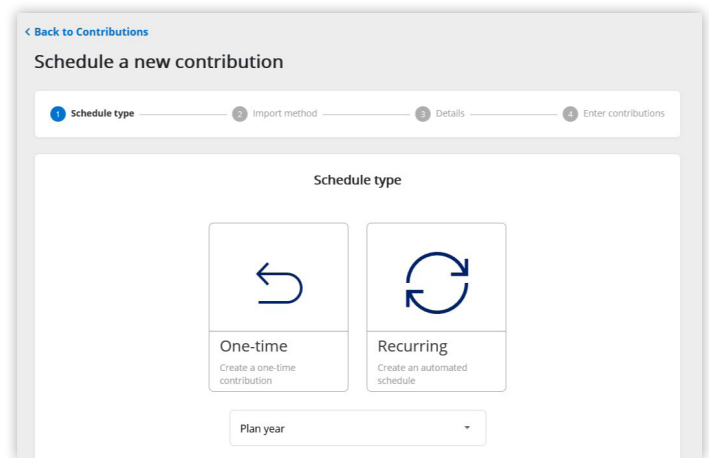 < Back to Contributions
Schedule a new contribution
1 Schedule type
2 Import method
3 Details
4 Enter contributions
Schedule type
One-time
Create a one-time
contribution
Recurring
Create an automated
schedule
Plan year